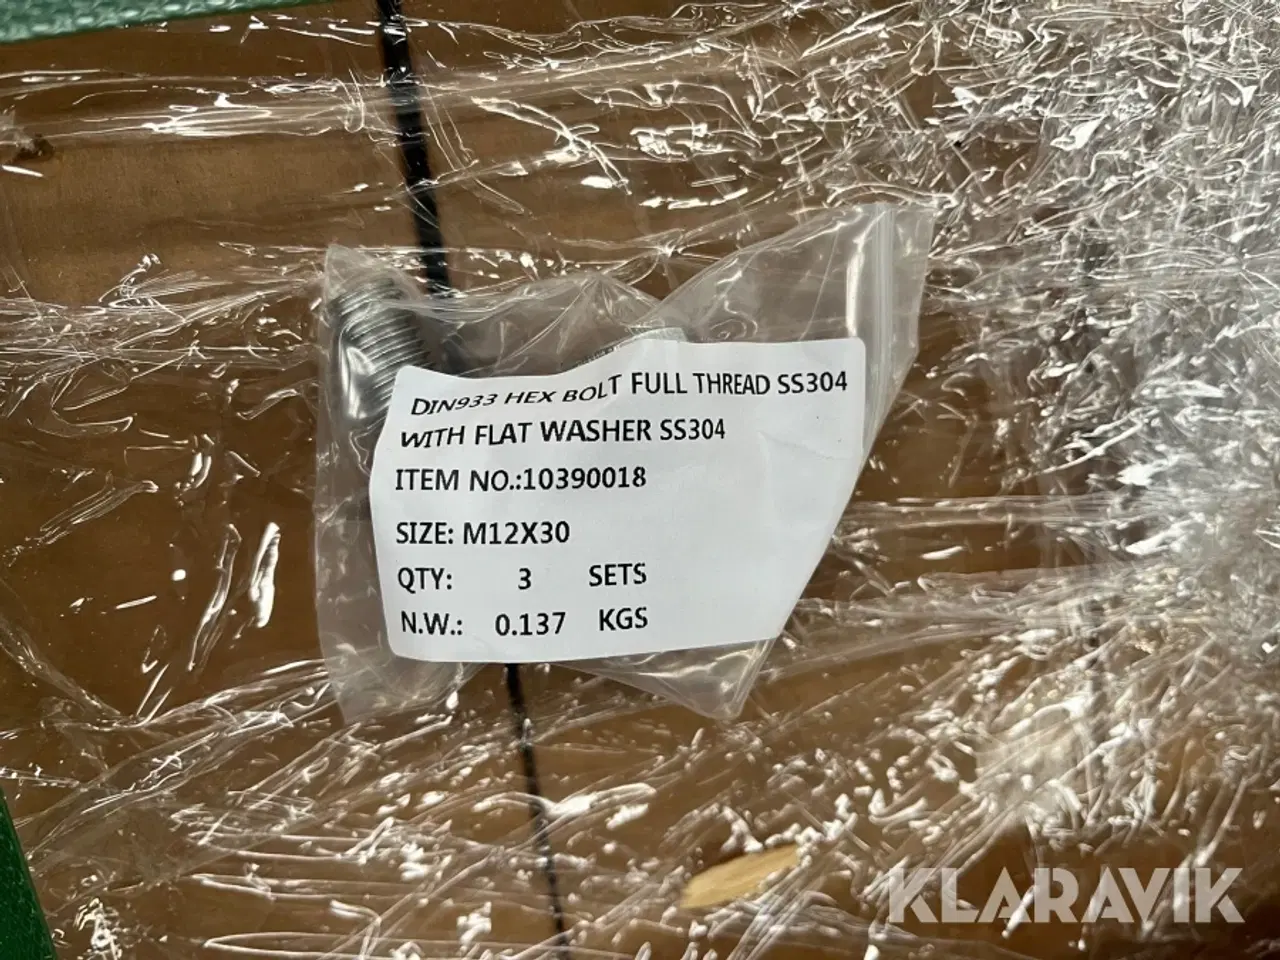 DIN933 HEX BOLT FULL THREAD SS304
WITH FLAT WASHER SS304
ITEM NO.:10390018
SIZE: M12X30
QTY: 3 SETS
N.W.: 0.137 KGS
KLARAVIK